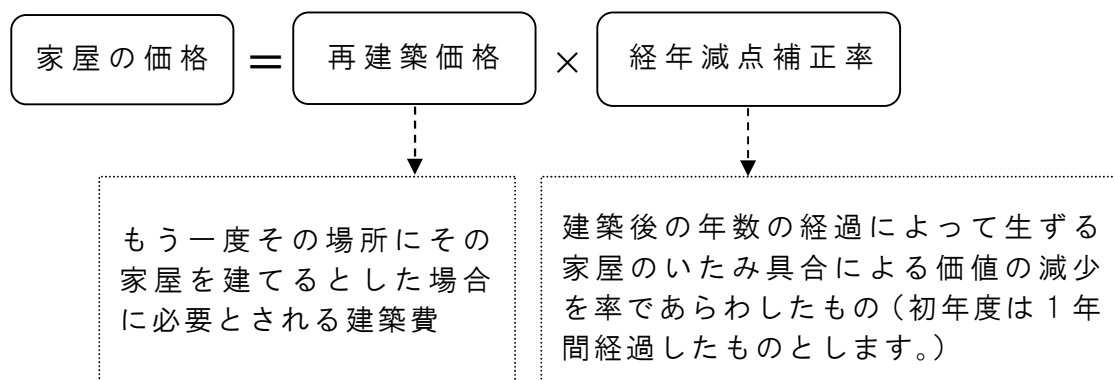 家屋の価格 = 再建築価格 × 経年減点補正率
もう一度その場所にその
家屋を建てるとした場合
に必要とされる建築費
建築後の年数の経過によって生ずる
家屋のいたみ具合による価値の減少
を率であらわしたもの(初年度は1年
間経過したものとします。)